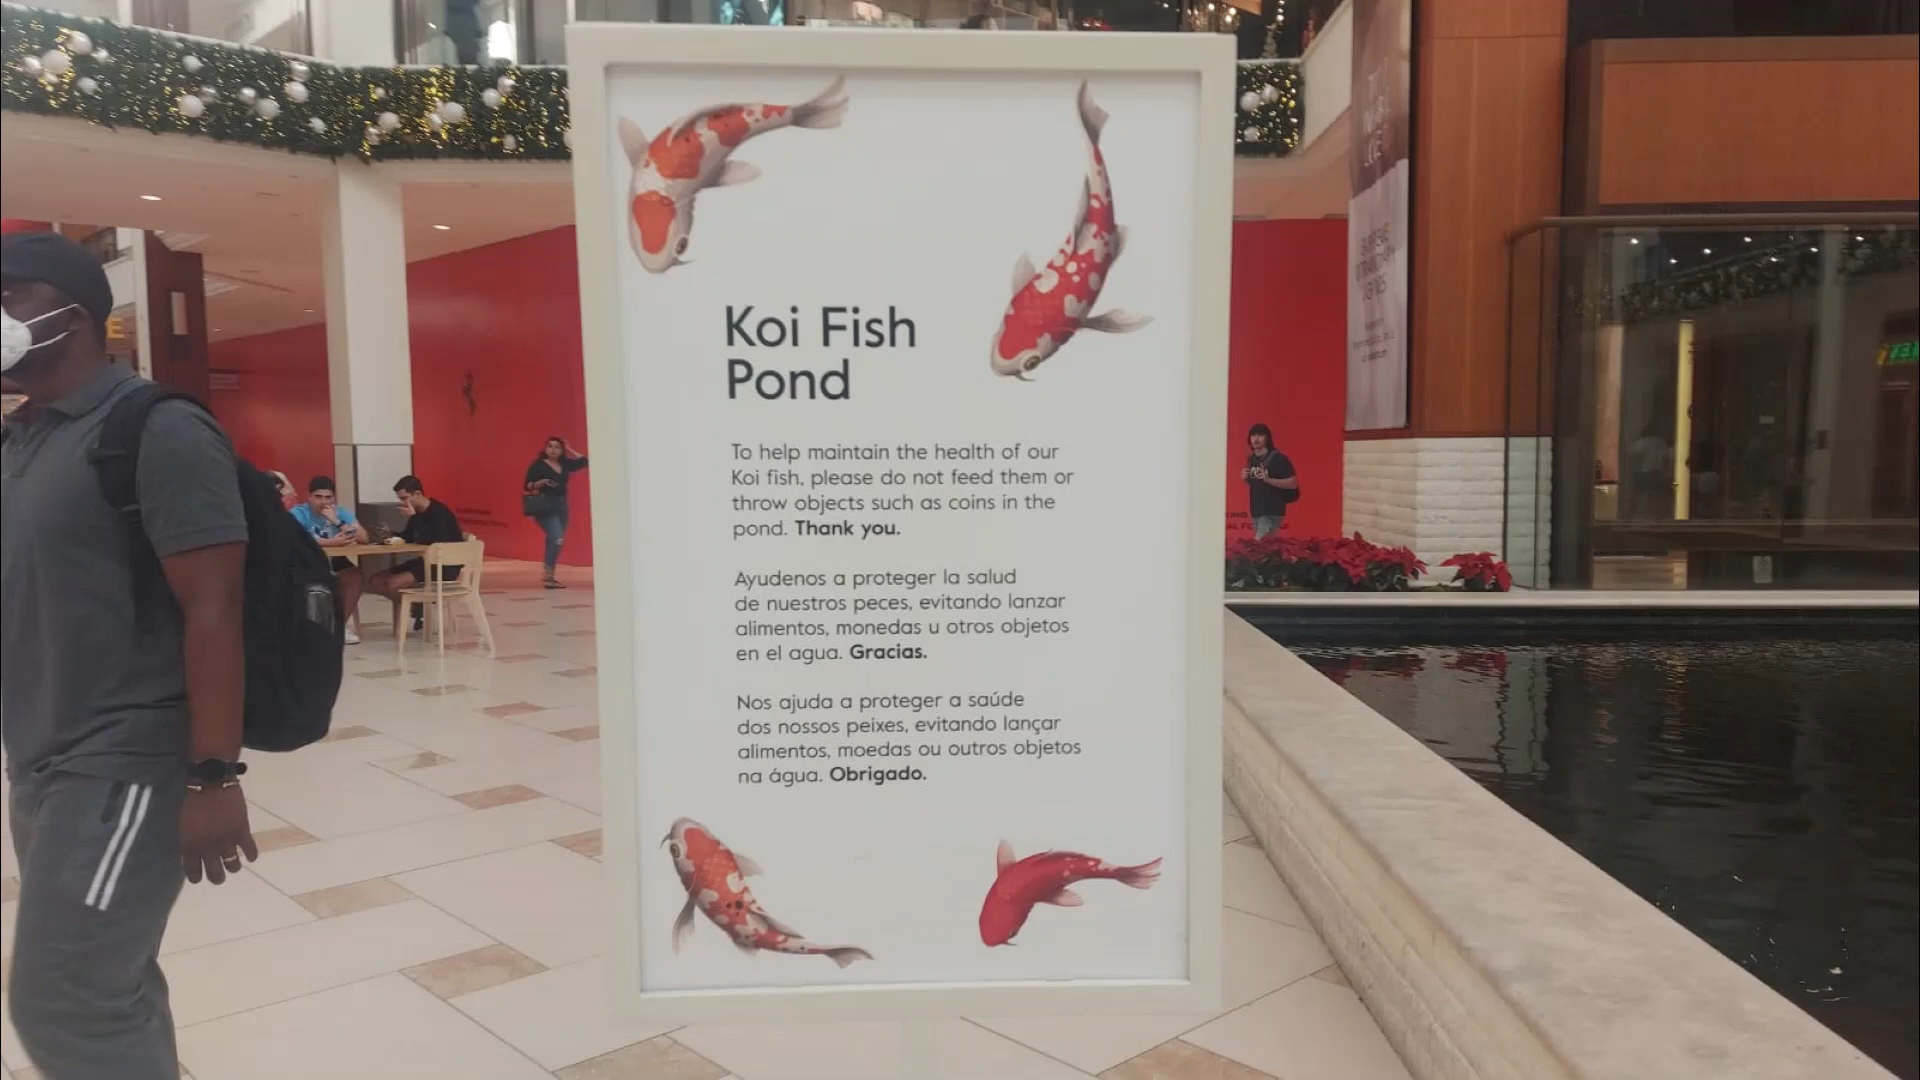 Koi Fish
Pond
To help maintain the health of our
Koi fish, please do not feed them or
throw objects such as coins in the
pond. Thank you.
Ayudenos a proteger la salud
de nuestros peces, evitando lanzar
alimentos, monedas u otros objetos
en el agua. Gracias.
Nos ajuda a proteger a saúde
dos nossos peixes, evitando lançar
alimentos, moedas ou outros objetos
na água. Obrigado.